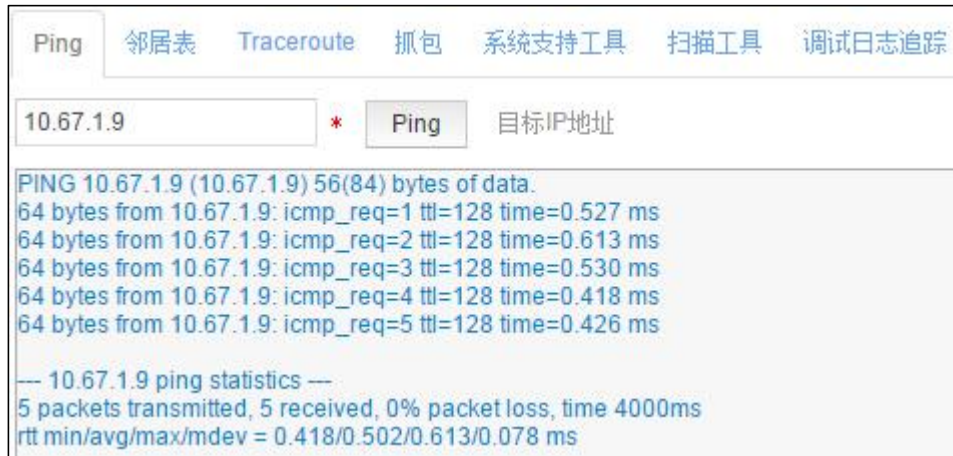 Ping 邻居表 Traceroute 抓包 系统支持工具 扫描工具 调试日志追踪
10.67.1.9 * Ping 目标IP地址
PING 10.67.1.9 (10.67.1.9) 56(84) bytes of data.
64 bytes from 10.67.1.9: icmp_req=1 ttl=128 time=0.527 ms
64 bytes from 10.67.1.9: icmp_req=2 ttl=128 time=0.613 ms
64 bytes from 10.67.1.9: icmp_req=3 ttl=128 time=0.530 ms
64 bytes from 10.67.1.9: icmp_req=4 ttl=128 time=0.418 ms
64 bytes from 10.67.1.9: icmp_req=5 ttl=128 time=0.426 ms
--- 10.67.1.9 ping statistics ---
5 packets transmitted, 5 received, 0% packet loss, time 4000ms
rtt min/avg/max/mdev = 0.418/0.502/0.613/0.078 ms